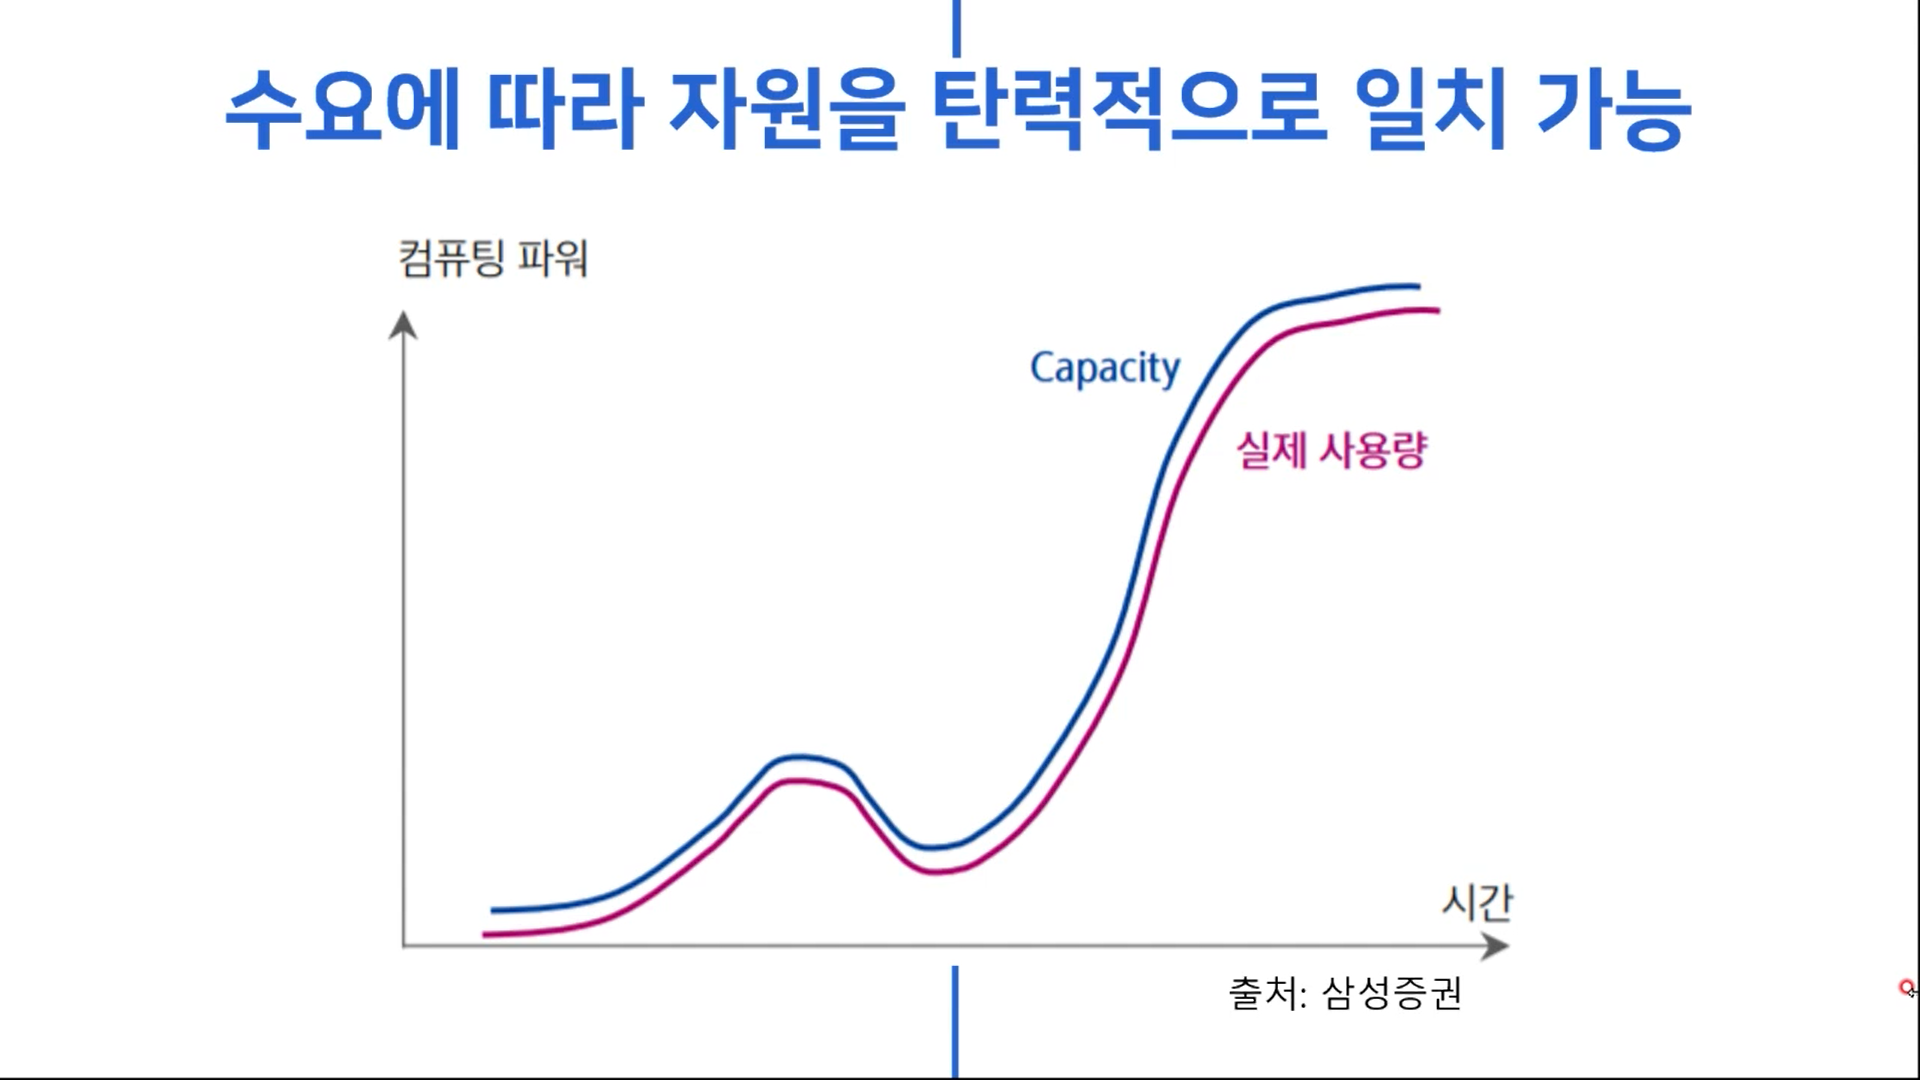 수요에 따라 자원을 탄력적으로 일치 가능
컴퓨팅 파워
Capacity
실제 사용량
시간
출처: 삼성증권